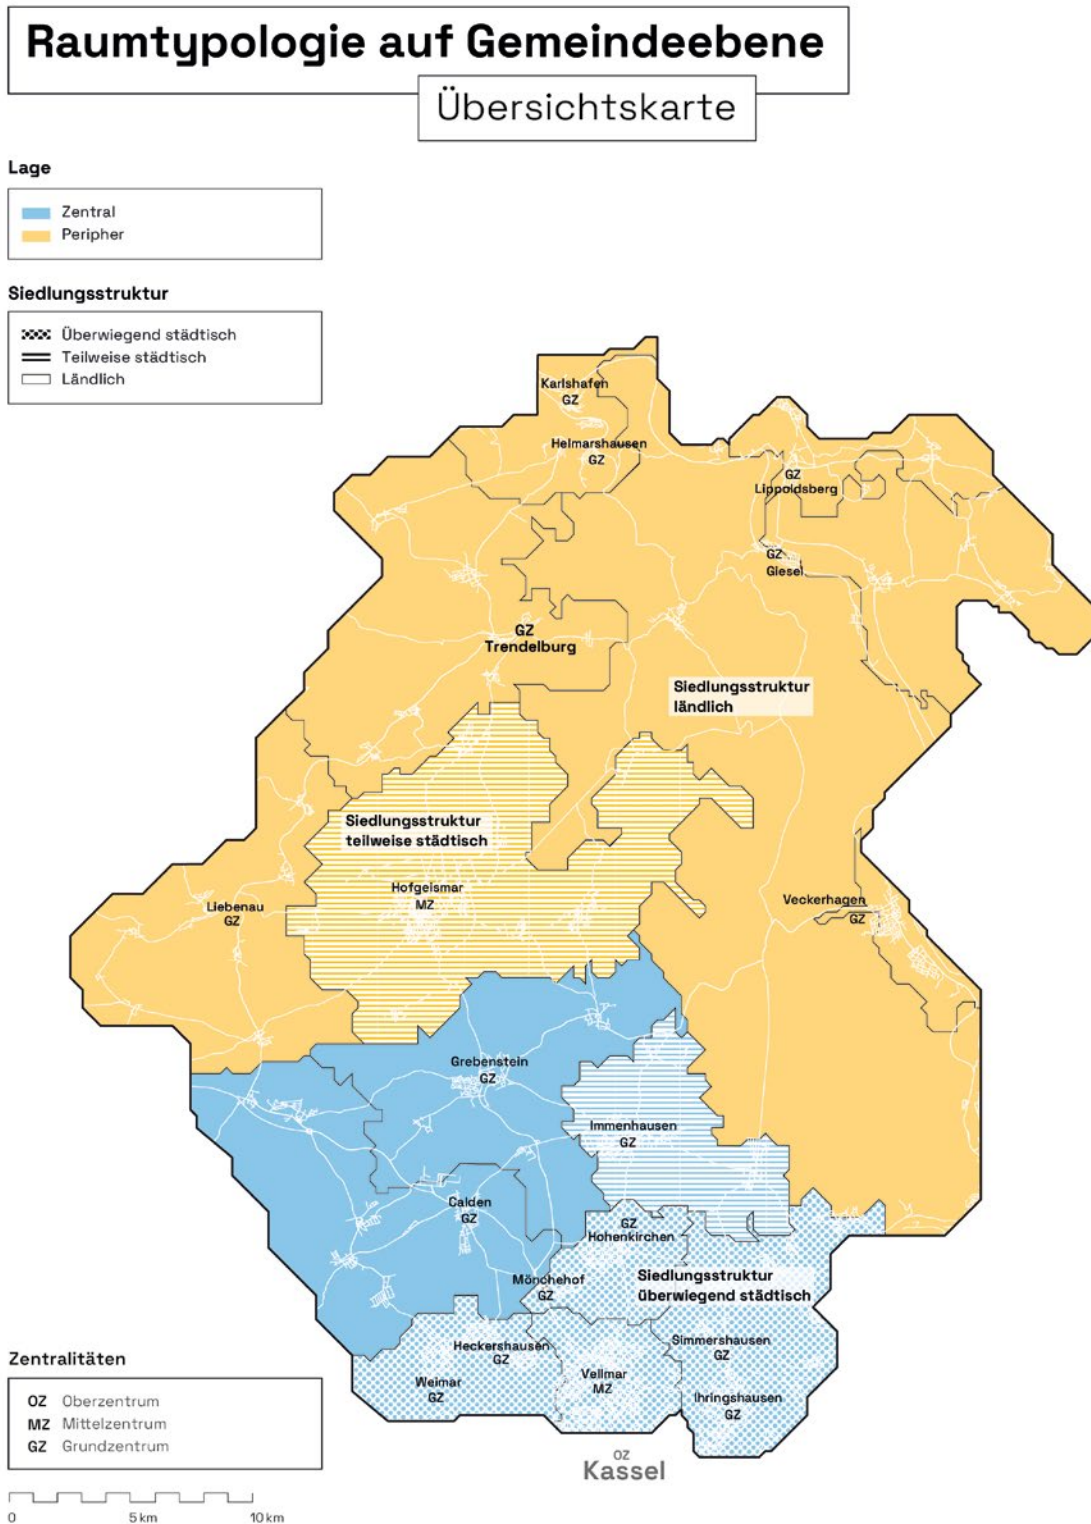 Raumtypologie auf Gemeindeebene
Übersichtskarte
Lage
Zentral
Peripher
Siedlungsstruktur
Überwiegend städtisch
Teilweise städtisch
Ländlich
Karlshafen
GZ
Helmarshausen
GZ
GZ
Lippoldsberg
GZ
Giesel
GZ
Trendelburg
Siedlungsstruktur
ländlich
Siedlungsstruktur
teilweise städtisch
Hofgeismar
MZ
Liebenau
GZ
Veckerhagen
GZ
Grebenstein
GZ
Immenhausen
GZ
Calden
GZ
GZ
Hohenkirchen
Mönchehof
GZ
Siedlungsstruktur
überwiegend städtisch
Heckershausen
GZ
Simmershausen
GZ
Weimar
GZ
Vellmar
MZ
Ihringshausen
GZ
OZ
Kassel
Zentralitäten
OZ Oberzentrum
MZ Mittelzentrum
GZ Grundzentrum
0 5 km 10 km